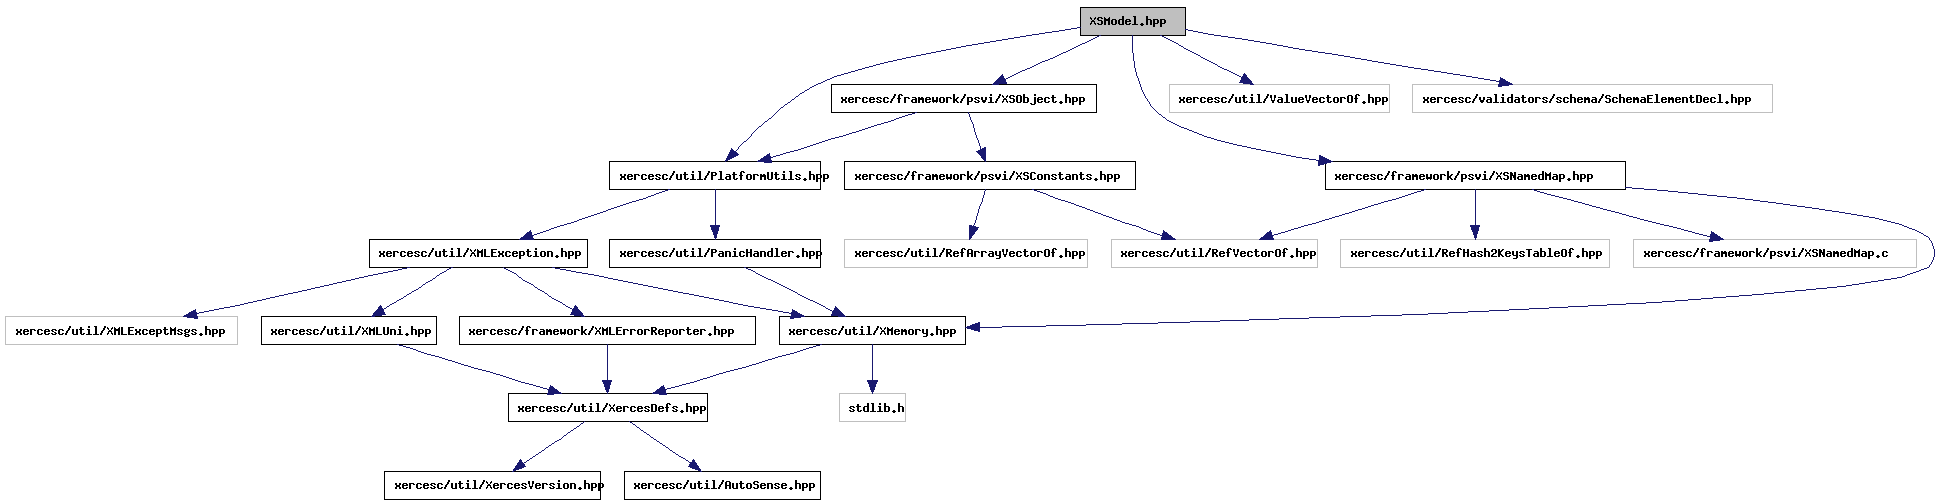 XSModel.hpp
xercesc/framework/psvi/XSObject.hpp
xercesc/util/ValueVectorOf.hpp
xercesc/validators/schema/SchemaElementDecl.hpp
xercesc/util/PlatformUtils.hpp
xercesc/framework/psvi/XSConstants.hpp
xercesc/framework/psvi/XSNamedMap.hpp
xercesc/util/XMLException.hpp
xercesc/util/PanicHandler.hpp
xercesc/util/RefArrayVectorOf.hpp
xercesc/util/RefVectorOf.hpp
xercesc/util/RefHash2KeysTableOf.hpp
xercesc/framework/psvi/XSNamedMap.c
xercesc/util/XMLExceptMsgs.hpp
xercesc/util/XMLUni.hpp
xercesc/framework/XMLErrorReporter.hpp
xercesc/util/XMemory.hpp
xercesc/util/XercesDefs.hpp
stdlib.h
xercesc/util/XercesVersion.hpp
xercesc/util/AutoSense.hpp